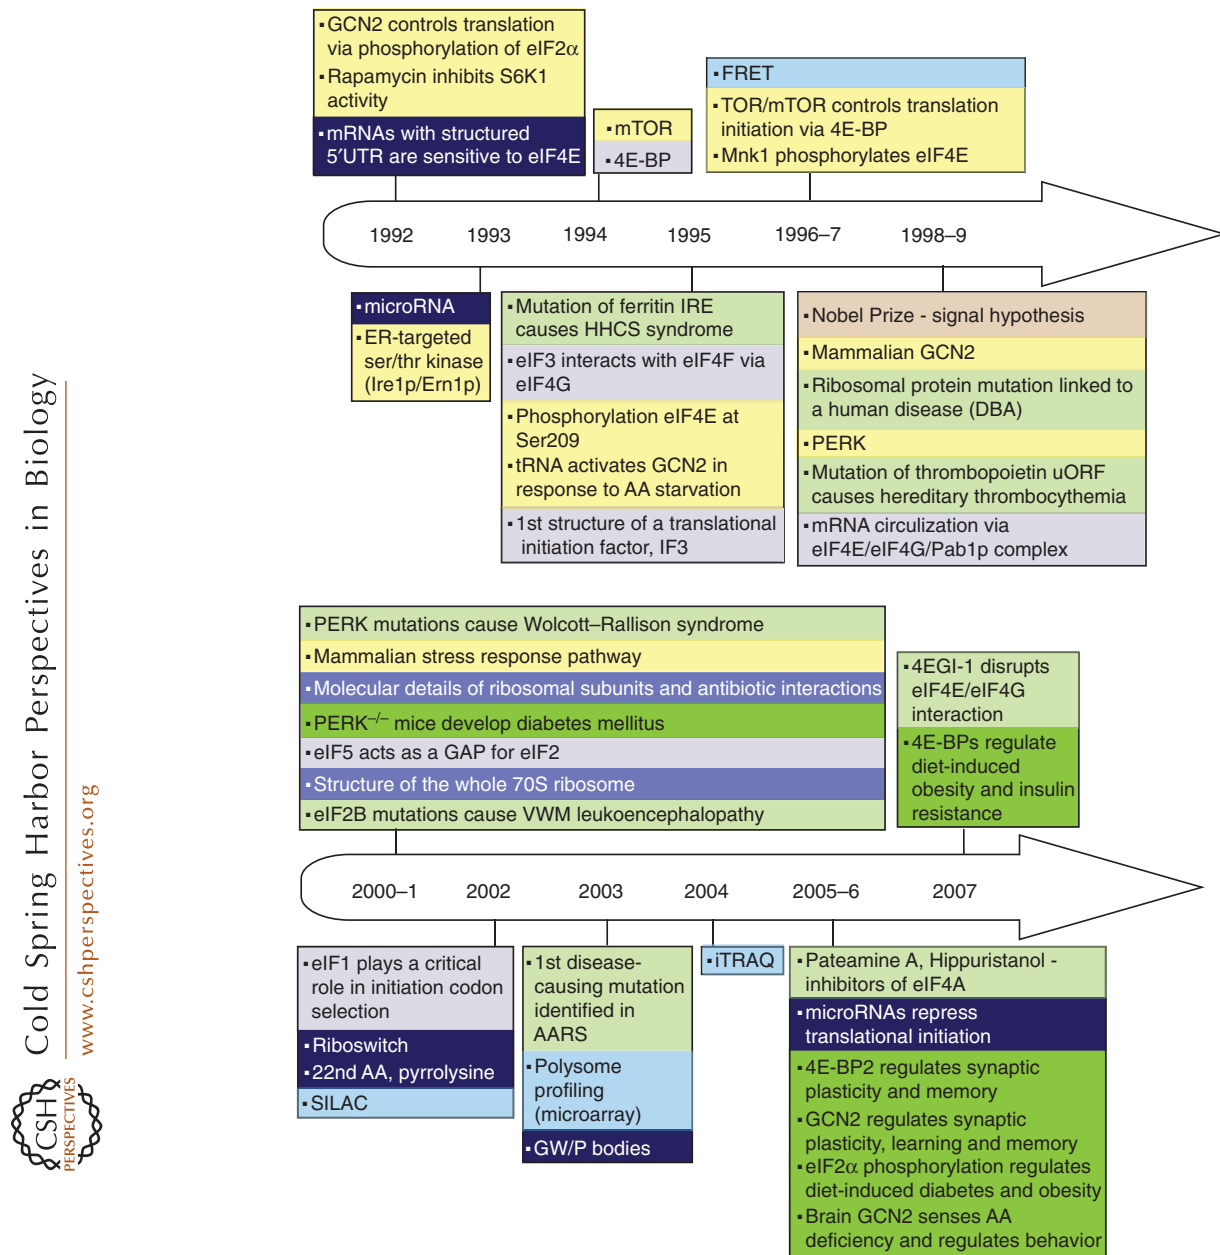 ▪GCN2 controls translation
via phosphorylation of eIF2α
▪Rapamycin inhibits S6K1
activity
▪mRNAs with structured
5′UTR are sensitive to eIF4E
▪mTOR
▪4E-BP
▪FRET
▪TOR/mTOR controls translation
initiation via 4E-BP
▪Mnk1 phosphorylates eIF4E
1992 1993 1994 1995 1996–7 1998–9
▪microRNA
▪ER-targeted
ser/thr kinase
(Ire1p/Ern1p)
▪Mutation of ferritin IRE
causes HHCS syndrome
▪eIF3 interacts with eIF4F via
eIF4G
▪Phosphorylation eIF4E at
Ser209
▪tRNA activates GCN2 in
response to AA starvation
▪1st structure of a translational
initiation factor, IF3
▪Nobel Prize - signal hypothesis
▪Mammalian GCN2
▪Ribosomal protein mutation linked to
a human disease (DBA)
▪PERK
▪Mutation of thrombopoietin uORF
causes hereditary thrombocythemia
▪mRNA circulization via
eIF4E/eIF4G/Pab1p complex
▪PERK mutations cause Wolcott–Rallison syndrome
▪Mammalian stress response pathway
▪Molecular details of ribosomal subunits and antibiotic interactions
▪PERK–/– mice develop diabetes mellitus
▪eIF5 acts as a GAP for eIF2
▪Structure of the whole 70S ribosome
▪eIF2B mutations cause VWM leukoencephalopathy
▪4EGI-1 disrupts
eIF4E/eIF4G
interaction
▪4E-BPs regulate
diet-induced
obesity and insulin
resistance
2000–1 2002 2003 2004 2005–6 2007
▪eIF1 plays a critical
role in initiation codon
selection
▪Riboswitch
▪22nd AA, pyrrolysine
▪SILAC
▪1st disease-
causing mutation
identified in
AARS
▪Polysome
profiling
(microarray)
▪GW/P bodies
▪iTRAQ
▪Pateamine A, Hippuristanol -
inhibitors of eIF4A
▪microRNAs repress
translational initiation
▪4E-BP2 regulates synaptic
plasticity and memory
▪GCN2 regulates synaptic
plasticity, learning and memory
▪eIF2α phosphorylation regulates
diet-induced diabetes and obesity
▪Brain GCN2 senses AA
deficiency and regulates behavior
Cold Spring Harbor Perspectives in Biology
www.cshperspectives.org
CSH
PERSPECTIVES